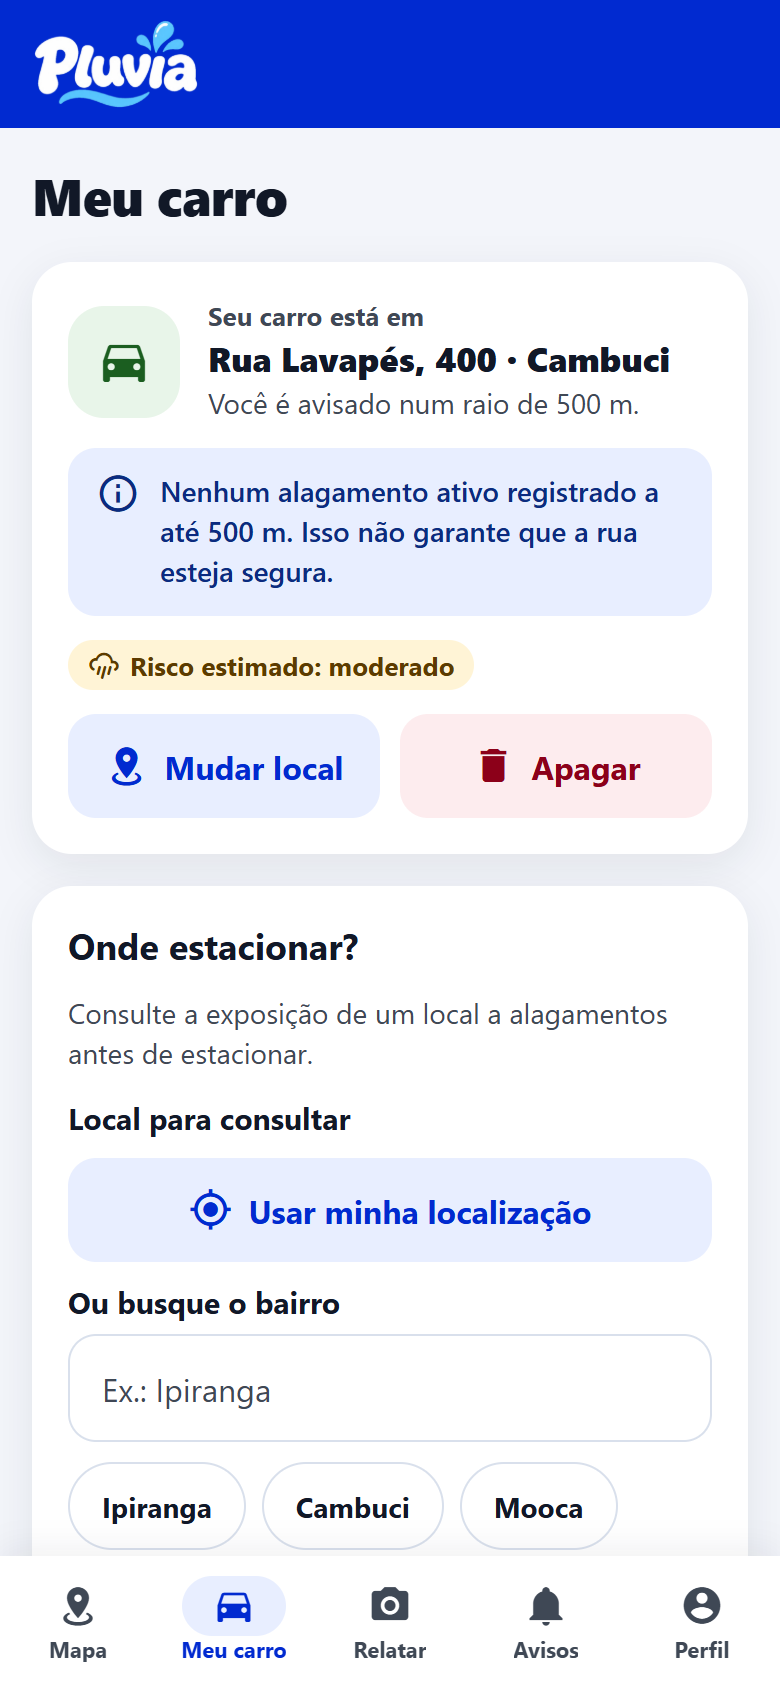 Pluvia
Meu carro
Seu carro está em
Rua Lavapés, 400 · Cambuci
Você é avisado num raio de 500 m.
Nenhum alagamento ativo registrado a
até 500 m. Isso não garante que a rua
esteja segura.
Risco estimado: moderado
Mudar local
Apagar
Onde estacionar?
Consulte a exposição de um local a alagamentos
antes de estacionar.
Local para consultar
Usar minha localização
Ou busque o bairro
Ex.: Ipiranga
Ipiranga
Cambuci
Mooca
Mapa
Meu carro
Relatar
Avisos
Perfil